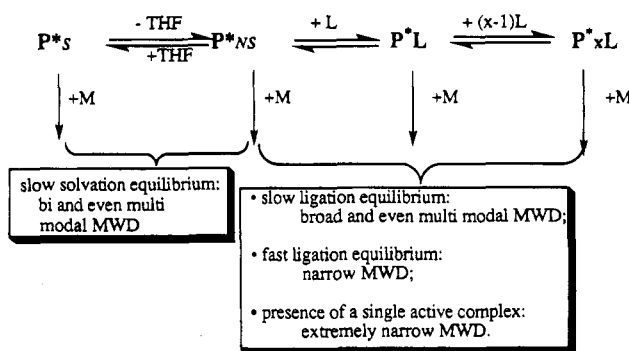 - THF + L + (x-1)L
P*S P*NS P*L P*xL
+THF
+M +M +M +M
slow solvation equilibrium:
bi and even multi
modal MWD
• slow ligation equilibrium:
broad and even multi modal MWD;
• fast ligation equilibrium:
narrow MWD;
• presence of a single active complex:
extremely narrow MWD.